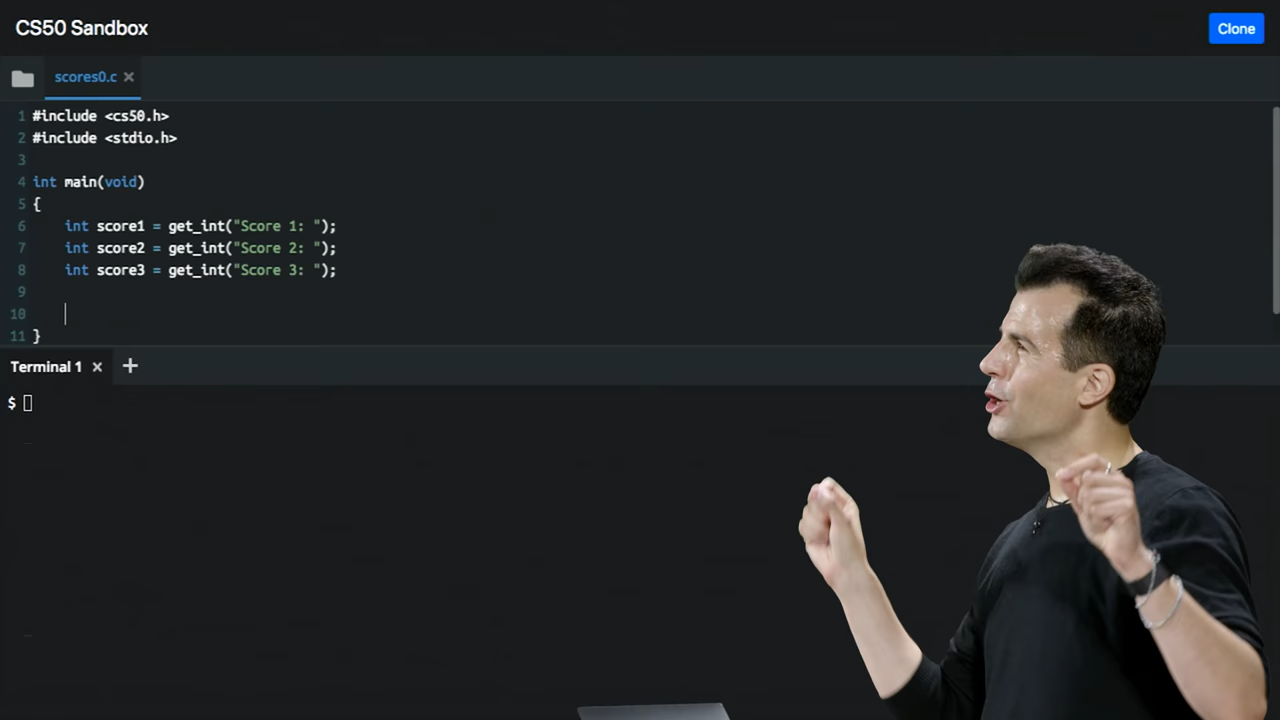 CS50 Sandbox
Clone
scores0.c ×
1 #include <cs50.h>
2 #include <stdio.h>
3
4 int main(void)
5 {
6     int score1 = get_int("Score 1: ");
7     int score2 = get_int("Score 2: ");
8     int score3 = get_int("Score 3: ");
9
10
11 }
Terminal 1 × +
$